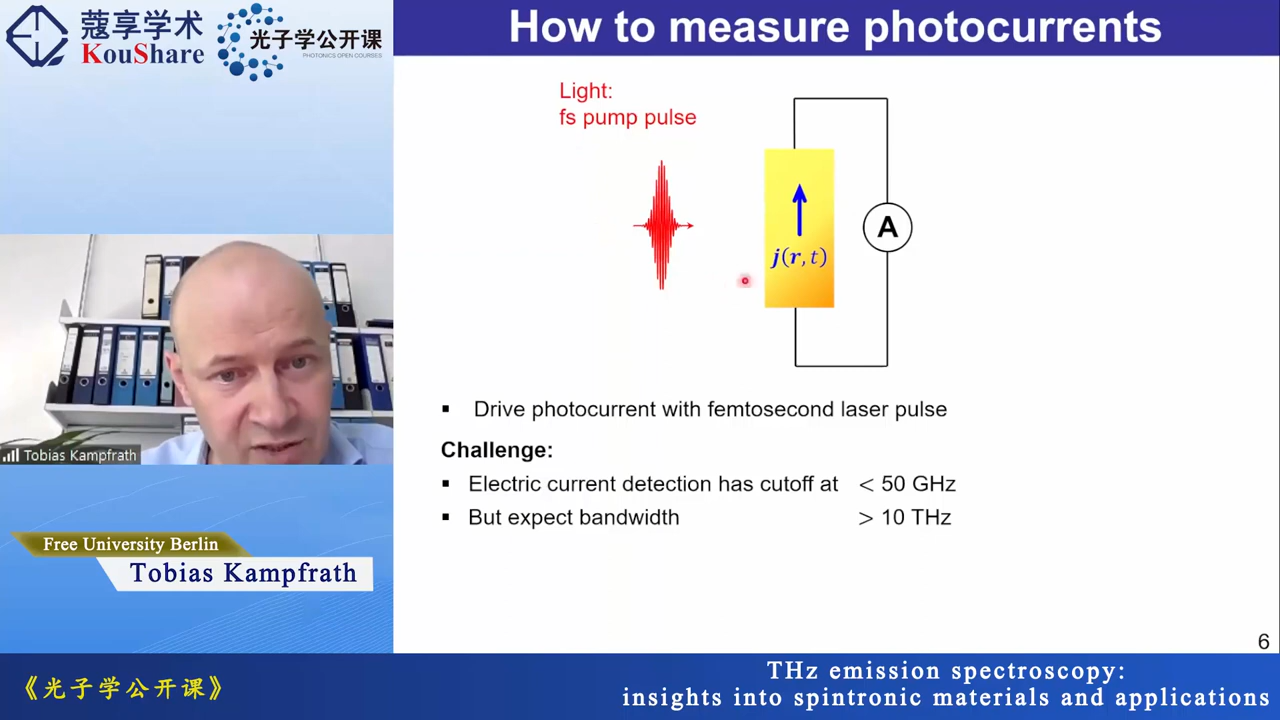 蔻享学术
KouShare
光子学公开课
PHOTONICS OPEN COURSES
How to measure photocurrents
Light:
fs pump pulse
A
j(r,t)
▪ Drive photocurrent with femtosecond laser pulse
Challenge:
▪ Electric current detection has cutoff at < 50 GHz
▪ But expect bandwidth > 10 THz
6
Tobias Kampfrath
Free University Berlin
Tobias Kampfrath
《光子学公开课》
THz emission spectroscopy:
insights into spintronic materials and applications